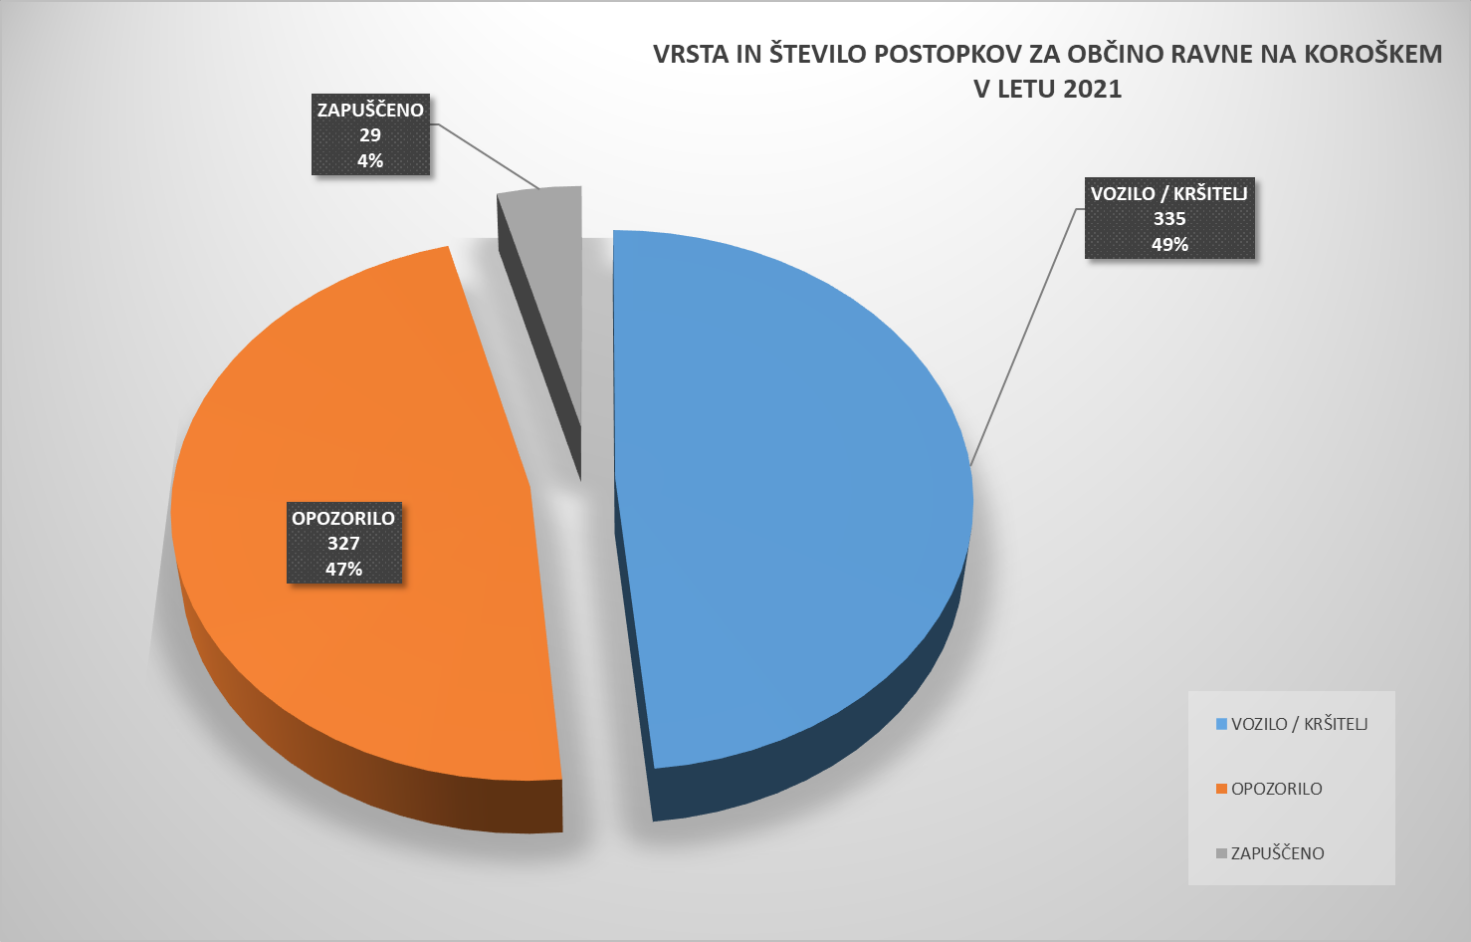 VRSTA IN ŠTEVILO POSTOPKOV ZA OBČINO RAVNE NA KOROŠKEM
V LETU 2021
ZAPUŠČENO
29
4%
VOZILO / KRŠITELJ
335
49%
OPOZORILO
327
47%
VOZILO / KRŠITELJ
OPOZORILO
ZAPUŠČENO